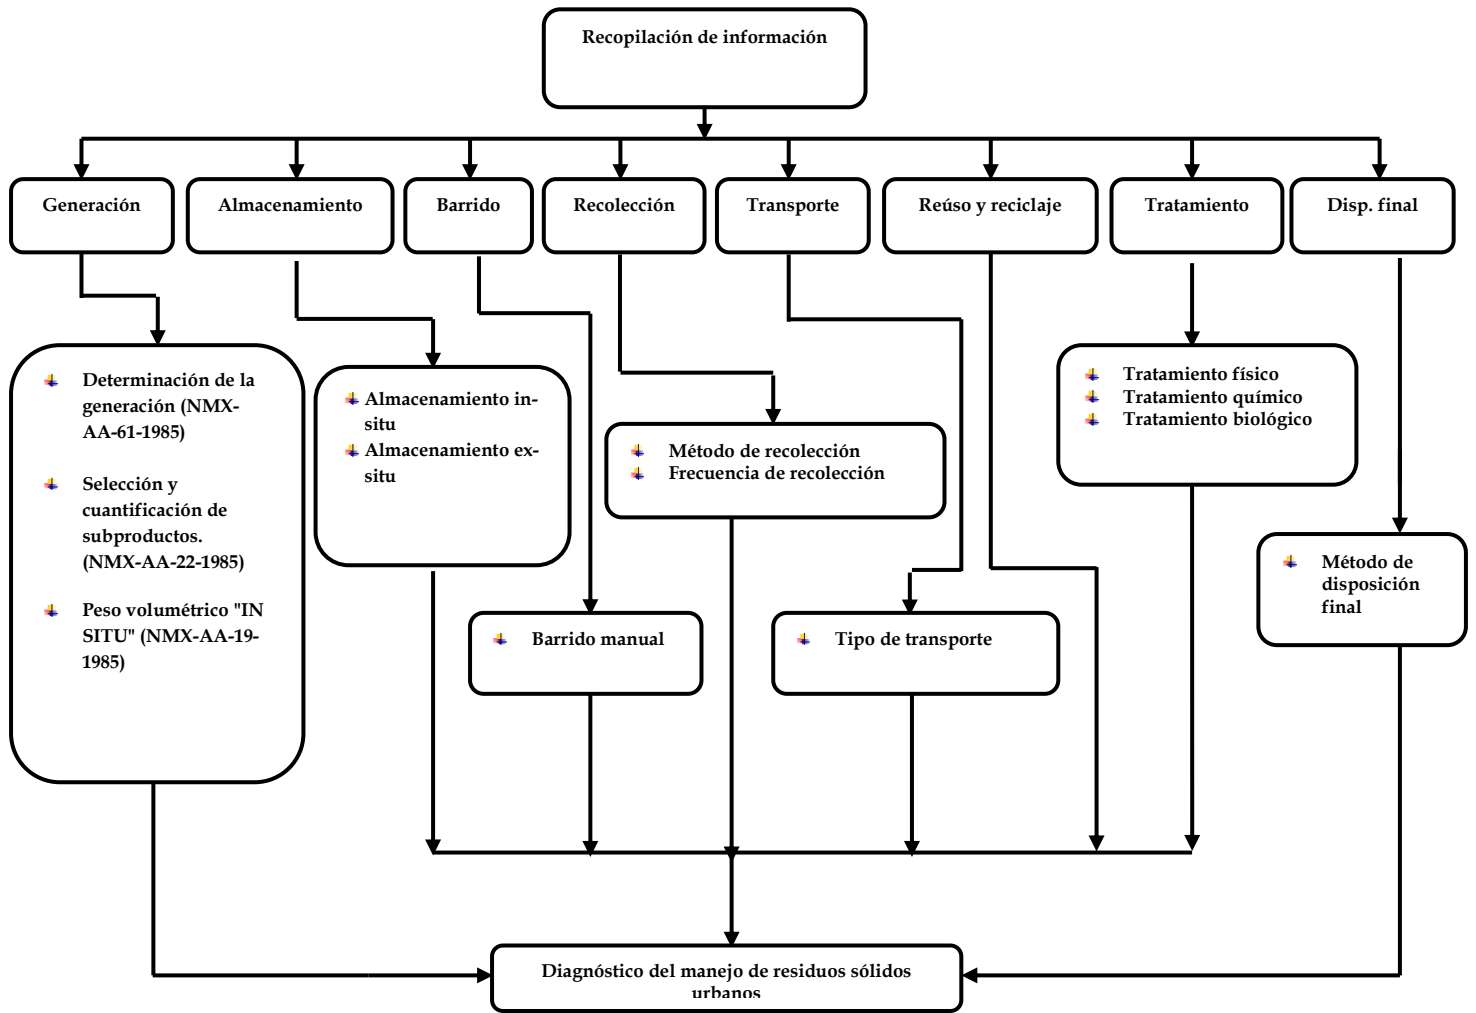 Recopilación de información
Generación
Almacenamiento
Barrido
Recolección
Transporte
Reúso y reciclaje
Tratamiento
Disp. final
Determinación de la
generación (NMX-
AA-61-1985)
Selección y
cuantificación de
subproductos.
(NMX-AA-22-1985)
Peso volumétrico "IN
SITU" (NMX-AA-19-
1985)
Almacenamiento in-
situ
Almacenamiento ex-
situ
Barrido manual
Método de recolección
Frecuencia de recolección
Tipo de transporte
Tratamiento físico
Tratamiento químico
Tratamiento biológico
Método de
disposición
final
Diagnóstico del manejo de residuos sólidos
urbanos